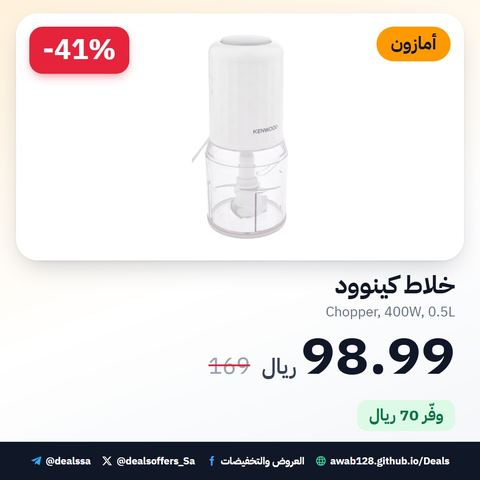 -41%
أمازون
KENWOOD
خلاط كينوود
Chopper, 400W, 0.5L
98.99 ريال 169
وفّر 70 ريال
@dealssa @dealsoffers_Sa العروض والتخفيضات awab128.github.io/Deals